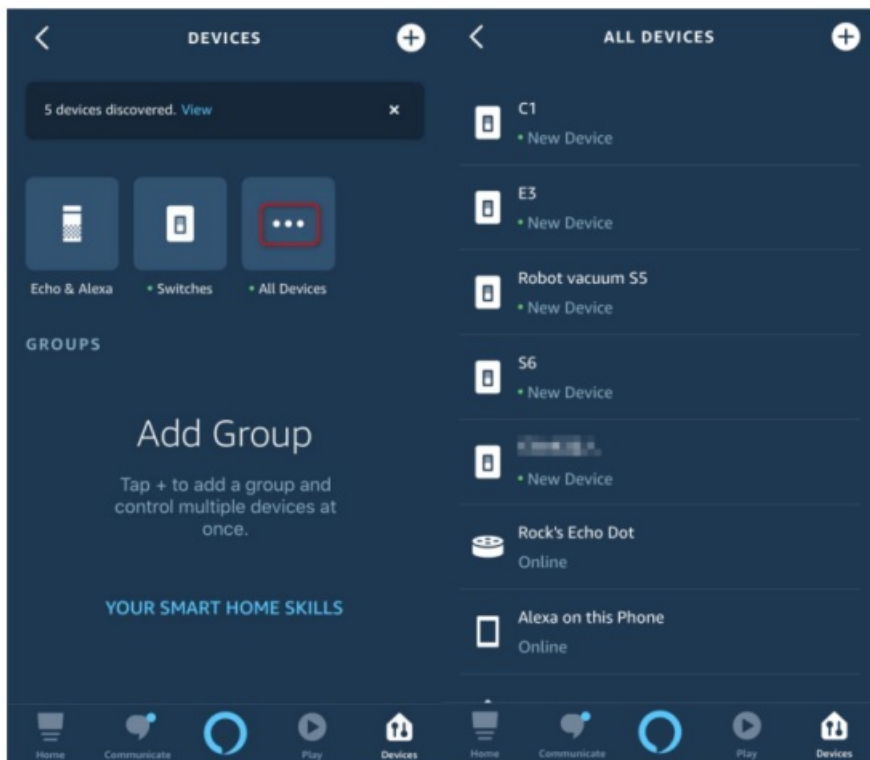 DEVICES
5 devices discovered. View
Echo & Alexa
• Switches
• All Devices
GROUPS
Add Group
Tap + to add a group and
control multiple devices at
once.
YOUR SMART HOME SKILLS
Home
Communicate
Play
Devices
ALL DEVICES
C1
• New Device
E3
• New Device
Robot vacuum S5
• New Device
S6
• New Device
• New Device
Rock's Echo Dot
Online
Alexa on this Phone
Online
Home
Communicate
Play
Devices